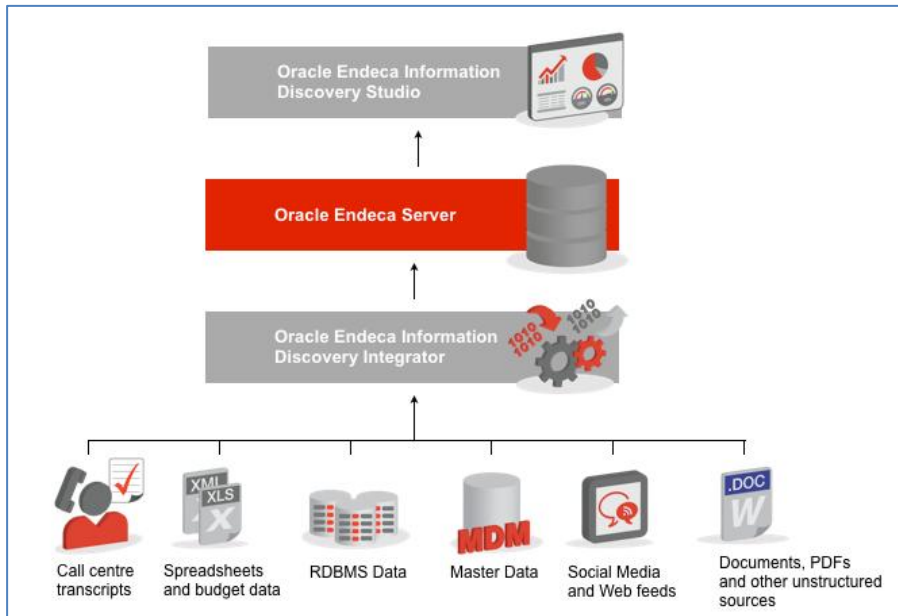 Oracle Endeca Information
Discovery Studio
Oracle Endeca Server
Oracle Endeca Information
Discovery Integrator
1010
1010
1010
1010
XML
XLS
X
MDM
.DOC
W
Call centre
transcripts
Spreadsheets
and budget data
RDBMS Data
Master Data
Social Media
and Web feeds
Documents, PDFs
and other unstructured
sources